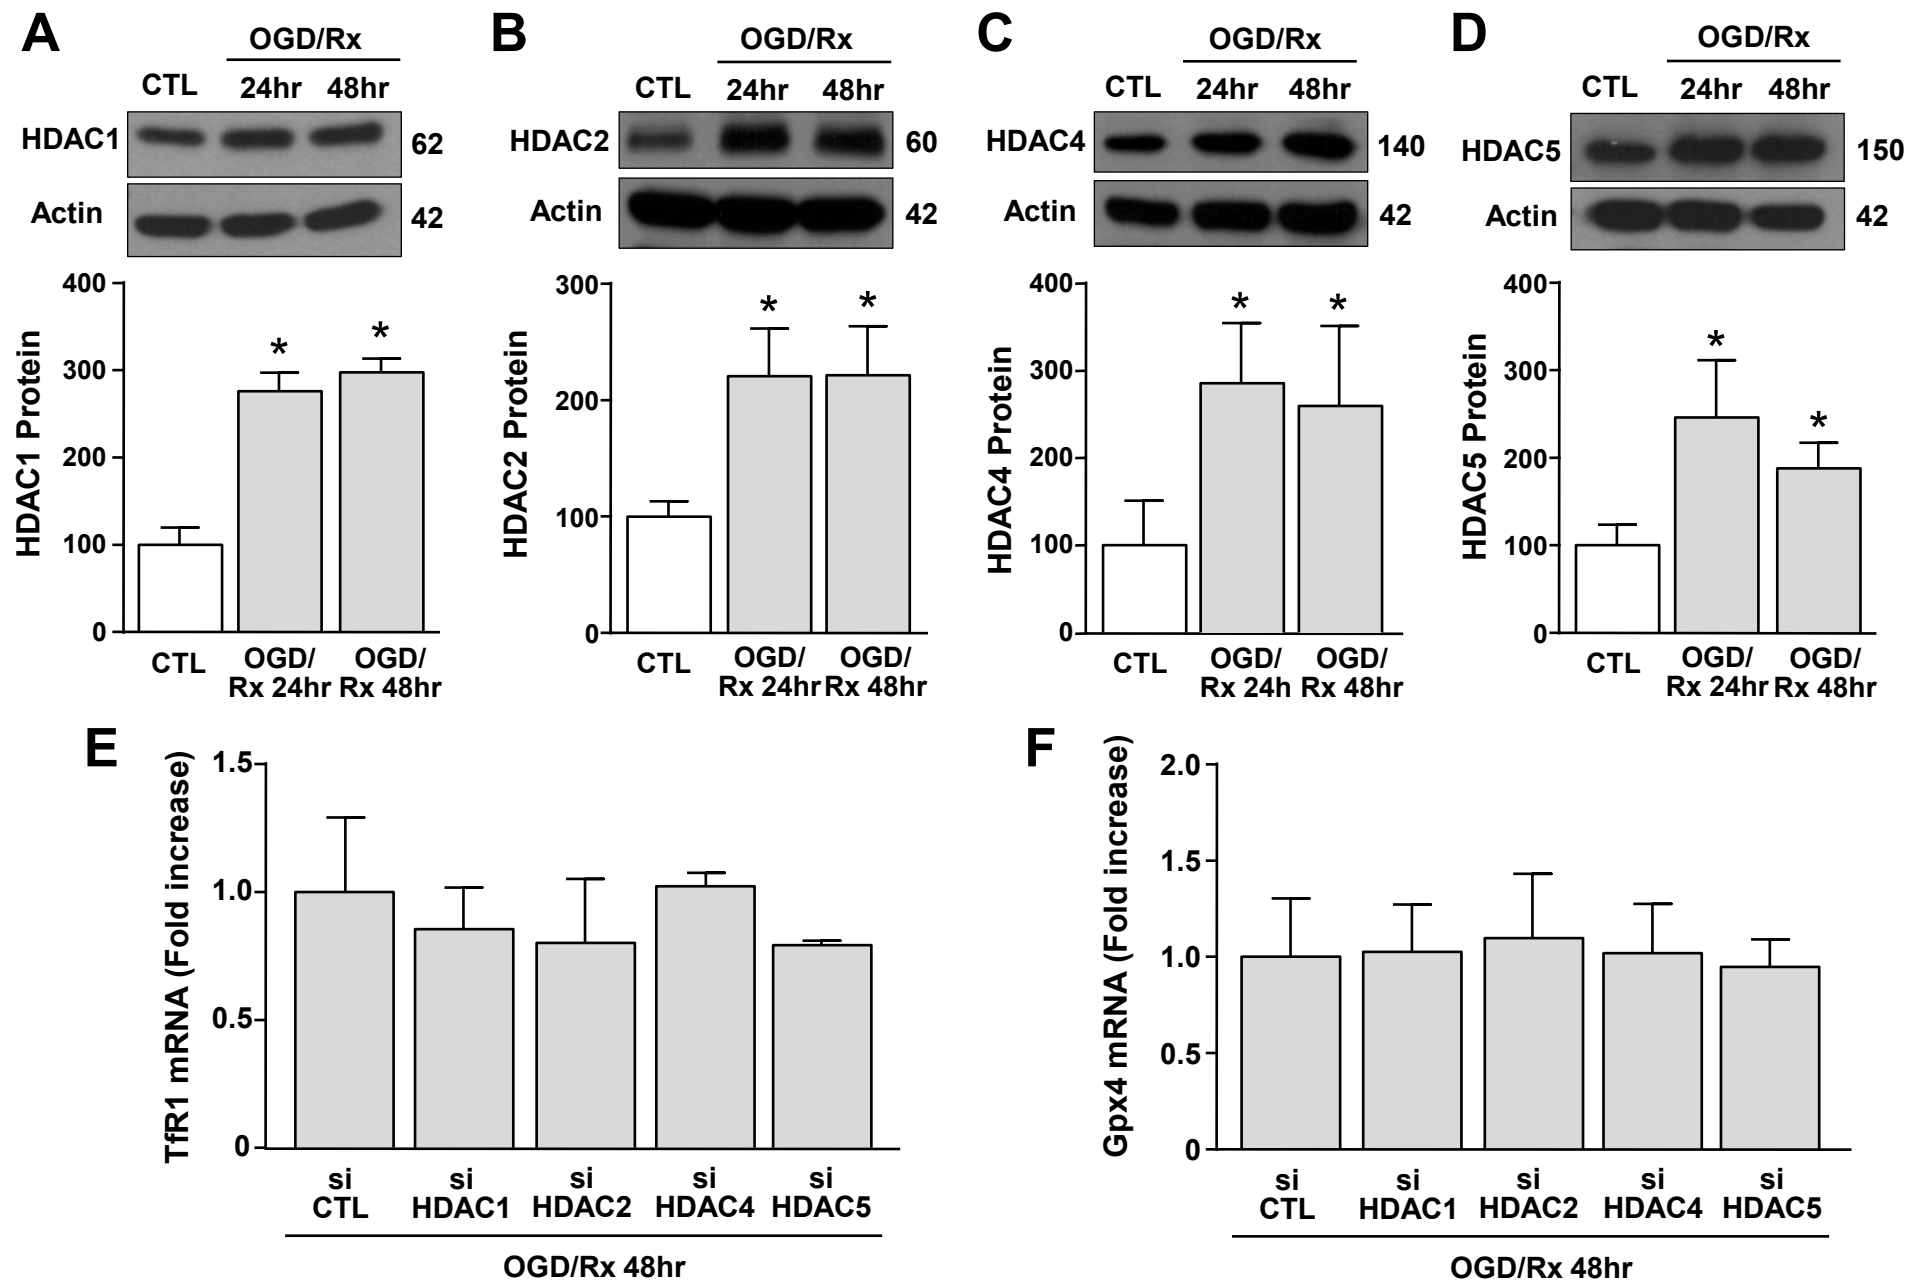 A
OGD/Rx
CTL 24hr 48hr
HDAC1 62
Actin 42
400
300
200
100
0
HDAC1 Protein
* *
CTL OGD/ OGD/
Rx 24hr Rx 48hr
B
OGD/Rx
CTL 24hr 48hr
HDAC2 60
Actin 42
300
200
100
0
HDAC2 Protein
* *
CTL OGD/ OGD/
Rx 24hr Rx 48hr
C
OGD/Rx
CTL 24hr 48hr
HDAC4 140
Actin 42
400
300
200
100
0
HDAC4 Protein
* *
CTL OGD/ OGD/
Rx 24h Rx 48hr
D
OGD/Rx
CTL 24hr 48hr
HDAC5 150
Actin 42
400
300
200
100
0
HDAC5 Protein
* *
CTL OGD/ OGD/
Rx 24hr Rx 48hr
E
TfR1 mRNA (Fold increase)
1.5
1.0
0.5
0
si si si si si
CTL HDAC1 HDAC2 HDAC4 HDAC5
OGD/Rx 48hr
F
Gpx4 mRNA (Fold increase)
2.0
1.5
1.0
0.5
0
si si si si si
CTL HDAC1 HDAC2 HDAC4 HDAC5
OGD/Rx 48hr